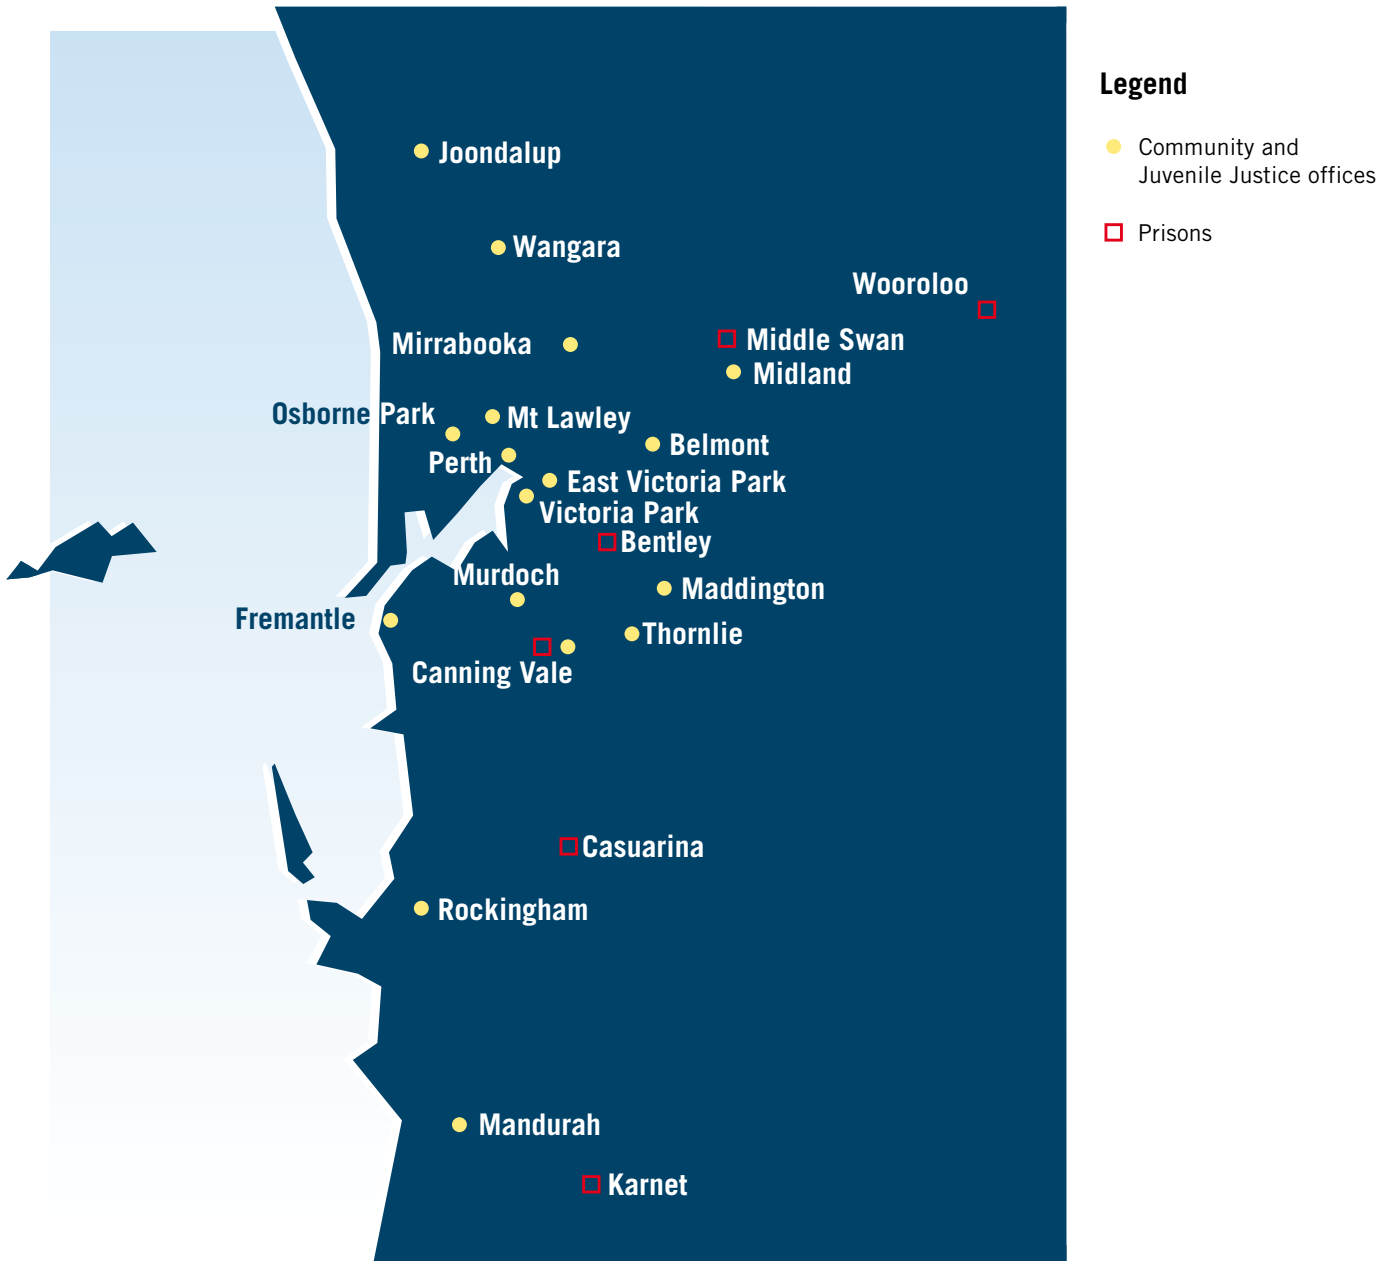 Legend
Community and
Juvenile Justice offices
Prisons
Joondalup
Wangara
Wooroloo
Mirrabooka
Middle Swan
Midland
Osborne Park
Mt Lawley
Belmont
Perth
East Victoria Park
Victoria Park
Bentley
Murdoch
Maddington
Fremantle
Thornlie
Canning Vale
Casuarina
Rockingham
Mandurah
Karnet